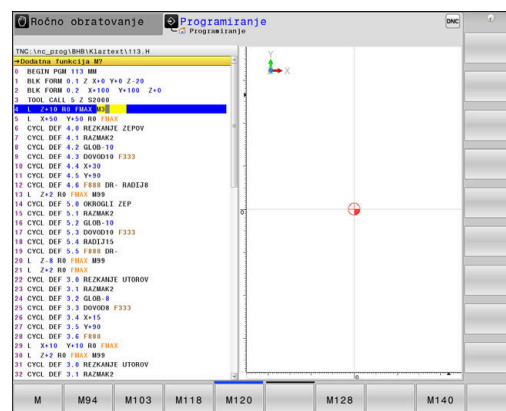 Ročno obratovanje
Programiranje
Programiranje
DNC
TNC:\nc_prog\BHB\Klartext\113.H
→Dodatna funkcija M?
0 BEGIN PGM 113 MM
1 BLK FORM 0.1 Z X+0 Y+0 Z-20
2 BLK FORM 0.2 X+100 Y+100 Z+0
3 TOOL CALL 5 Z S2000
4 L Z+10 R0 FMAX M3
5 L X+50 Y+50 R0 FMAX
6 CYCL DEF 4.0 REZKANJE ZEPOV
7 CYCL DEF 4.1 RAZMAK2
8 CYCL DEF 4.2 GLOB-10
9 CYCL DEF 4.3 DOVOD10 F333
10 CYCL DEF 4.4 X+30
11 CYCL DEF 4.5 Y+90
12 CYCL DEF 4.6 F888 DR- RADIJ8
13 L Z+2 R0 FMAX M99
14 CYCL DEF 5.0 OKROGLI ZEP
15 CYCL DEF 5.1 RAZMAK2
16 CYCL DEF 5.2 GLOB-10
17 CYCL DEF 5.3 DOVOD10 F333
18 CYCL DEF 5.4 RADIJ15
19 CYCL DEF 5.5 F888 DR-
20 L Z-8 R0 FMAX M99
21 L Z+2 R0 FMAX
22 CYCL DEF 3.0 REZKANJE UTOROV
23 CYCL DEF 3.1 RAZMAK2
24 CYCL DEF 3.2 GLOB-8
25 CYCL DEF 3.3 DOVOD8 F333
26 CYCL DEF 3.4 X+15
27 CYCL DEF 3.5 Y+90
28 CYCL DEF 3.6 F888
29 L X+10 Y+10 R0 FMAX
30 L Z+2 R0 FMAX M99
31 CYCL DEF 3.0 REZKANJE UTOROV
32 CYCL DEF 3.1 RAZMAK2
Y
X
0
0
M
M94
M103
M118
M120
M128
M140